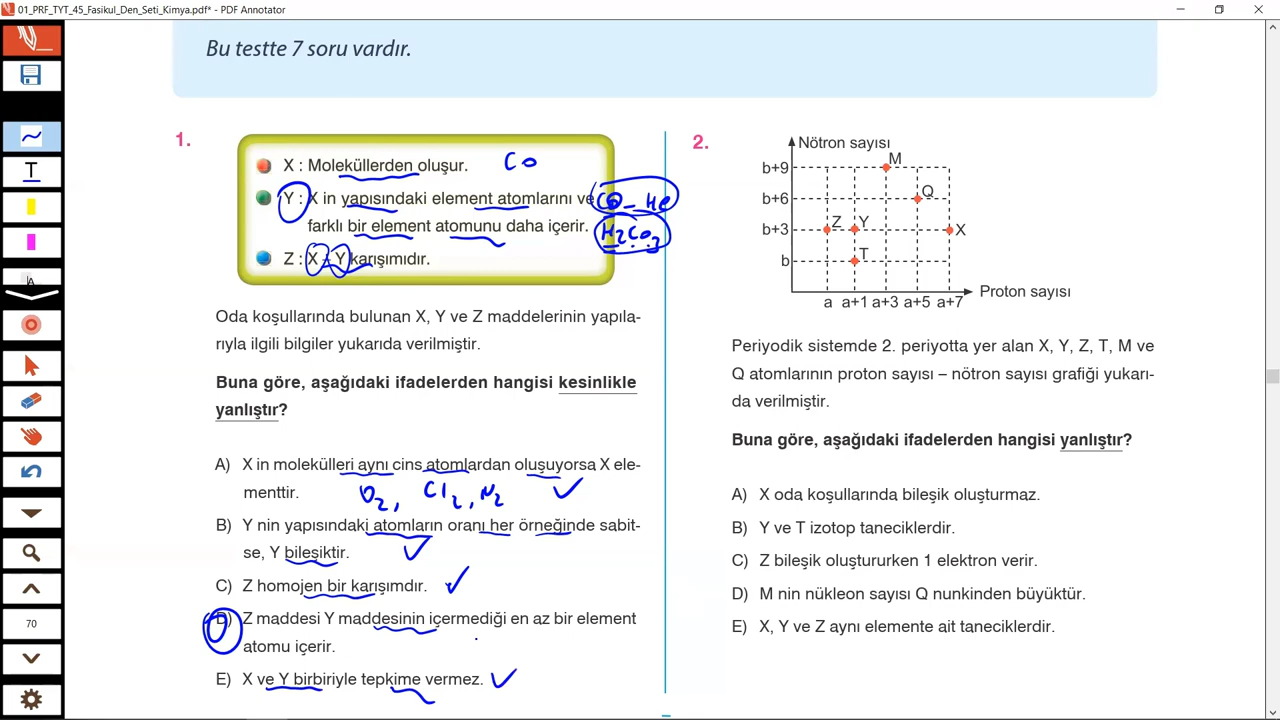 01_PRF_TYT_45_Fasikul_Den_Seti_Kimya.pdf* - PDF Annotator
Bu testte 7 soru vardır.
1.
X : Moleküllerden oluşur.
CO
Y : X in yapısındaki element atomlarını ve
farklı bir element atomunu daha içerir.
CO - He
H2CO3
Z : X – Y karışımıdır.
Oda koşullarında bulunan X, Y ve Z maddelerinin yapıla-
rıyla ilgili bilgiler yukarıda verilmiştir.
Buna göre, aşağıdaki ifadelerden hangisi kesinlikle
yanlıştır?
A) X in molekülleri aynı cins atomlardan oluşuyorsa X ele-
menttir.
O2, Cl2, N2
B) Y nin yapısındaki atomların oranı her örneğinde sabit-
se, Y bileşiktir.
C) Z homojen bir karışımdır.
D) Z maddesi Y maddesinin içermediği en az bir element
atomu içerir.
E) X ve Y birbiriyle tepkime vermez.
2.
Nötron sayısı
b+9
b+6
b+3
b
M
Q
Z
Y
X
T
a
a+1
a+3
a+5
a+7
Proton sayısı
Periyodik sistemde 2. periyotta yer alan X, Y, Z, T, M ve
Q atomlarının proton sayısı – nötron sayısı grafiği yukarı-
da verilmiştir.
Buna göre, aşağıdaki ifadelerden hangisi yanlıştır?
A) X oda koşullarında bileşik oluşturmaz.
B) Y ve T izotop taneciklerdir.
C) Z bileşik oluştururken 1 elektron verir.
D) M nin nükleon sayısı Q nunkinden büyüktür.
E) X, Y ve Z aynı elemente ait taneciklerdir.
T
A
70